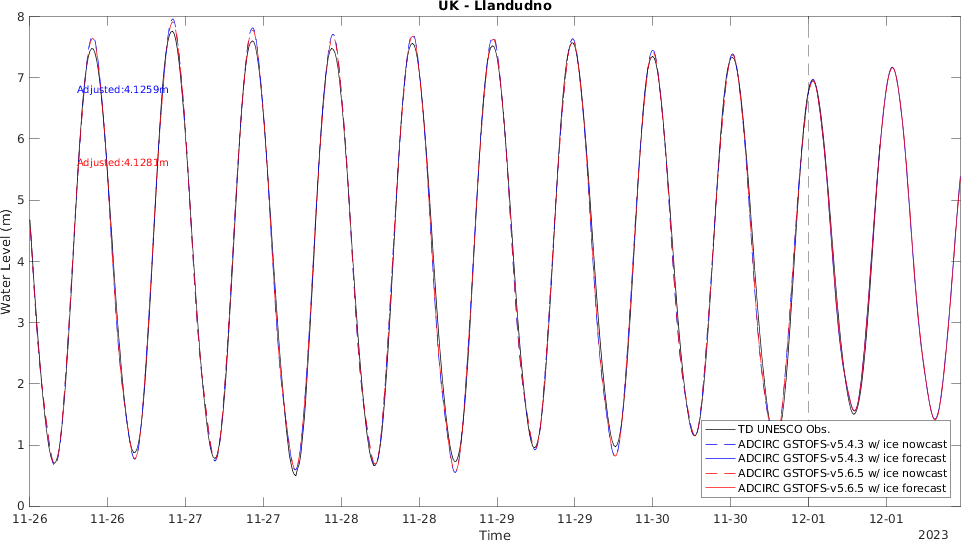 UK - Llandudno
8
7
6
5
4
3
2
1
0
Water Level (m)
Adjusted:4.1259m
Adjusted:4.1281m
TD UNESCO Obs.
ADCIRC GSTOFS-v5.4.3 w/ ice nowcast
ADCIRC GSTOFS-v5.4.3 w/ ice forecast
ADCIRC GSTOFS-v5.6.5 w/ ice nowcast
ADCIRC GSTOFS-v5.6.5 w/ ice forecast
11-26 11-26 11-27 11-27 11-28 11-28 11-29 11-29 11-30 11-30 12-01 12-01
Time
2023